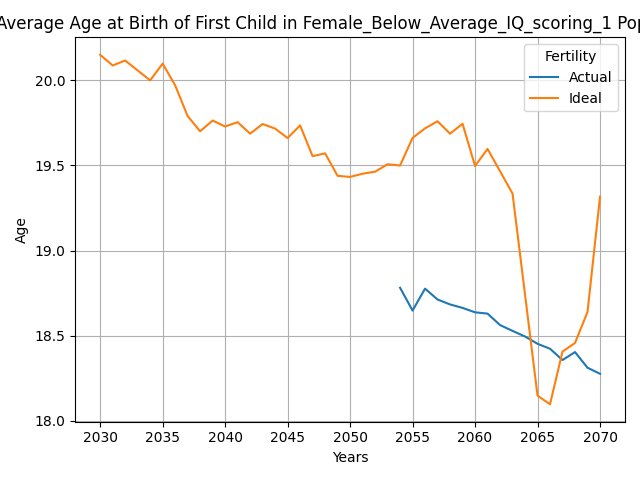 Average Age at Birth of First Child in Female_Below_Average_IQ_scoring_1
Fertility
Actual
Ideal
20.0
19.5
19.0
18.5
18.0
Age
2030 2035 2040 2045 2050 2055 2060 2065 2070
Years